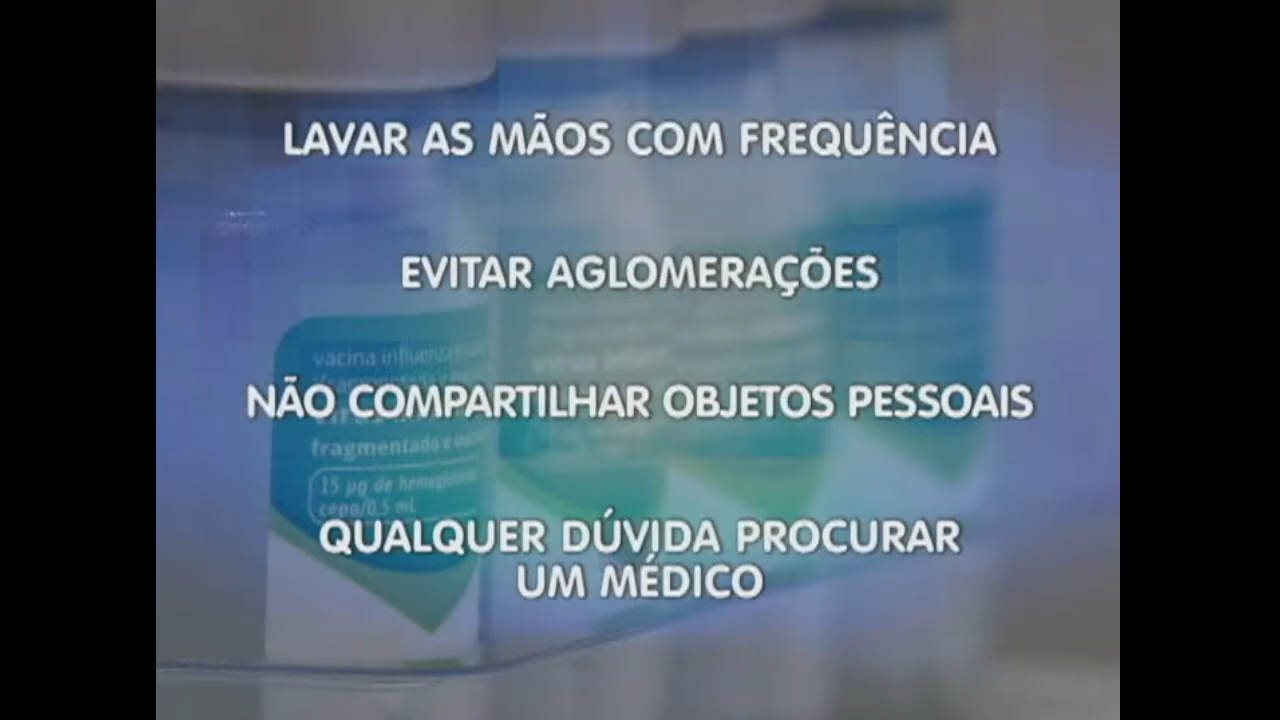 LAVAR AS MÃOS COM FREQUÊNCIA
EVITAR AGLOMERAÇÕES
vacina influenza
NÃO COMPARTILHAR OBJETOS PESSOAIS
fragmentado e
15 µg de
cepa/0,5 mL
QUALQUER DÚVIDA PROCURAR
UM MÉDICO